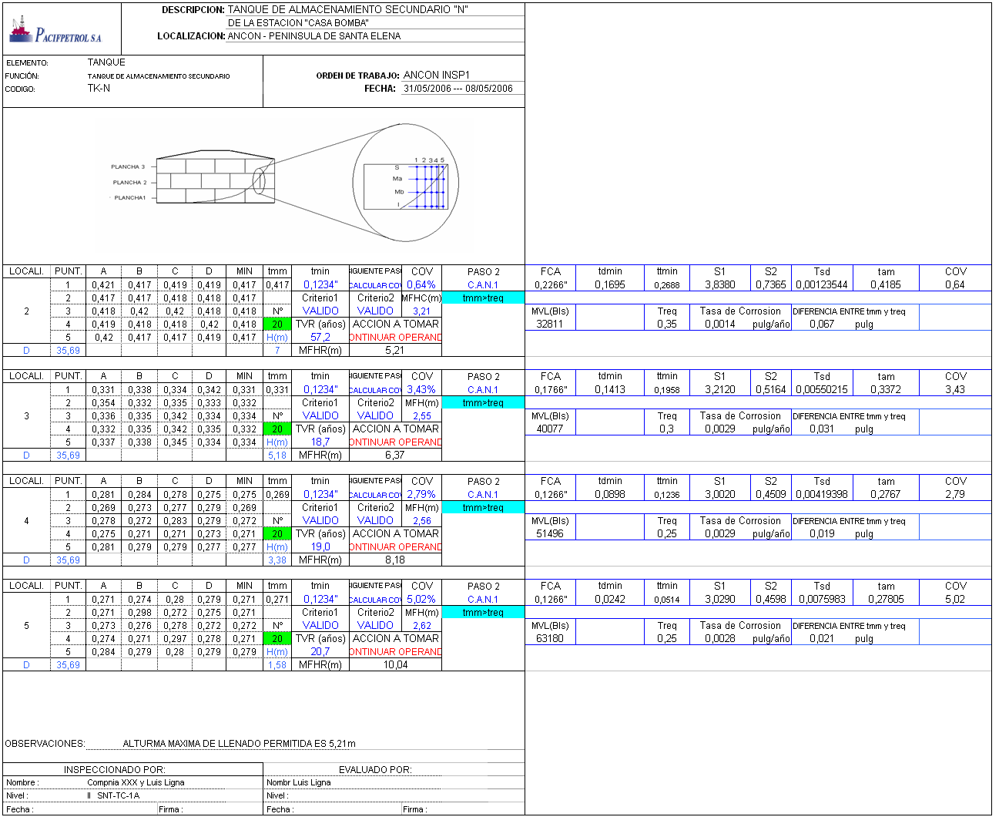 PACIFPETROL S.A.
DESCRIPCION: TANQUE DE ALMACENAMIENTO SECUNDARIO "N"
DE LA ESTACION "CASA BOMBA"
LOCALIZACION: ANCON - PENINSULA DE SANTA ELENA
ELEMENTO: TANQUE
FUNCIÓN: TANQUE DE ALMACENAMIENTO SECUNDARIO
CODIGO: TK-N
ORDEN DE TRABAJO: ANCON INSP1
FECHA: 31/05/2006 --- 08/05/2006
PLANCHA 3
PLANCHA 2
PLANCHA1
1 2 3 4 5
S
Ma
Mb
I
LOCALI. PUNT. A B C D MIN tmm tmin SIGUIENTE PASO COV PASO 2 FCA tdmin ttmin S1 S2 Tsd tam COV
1 0,421 0,417 0,419 0,419 0,417 0,417 0,1234" CALCULAR COV 0,64% C.A.N.1 0,2266" 0,1695 0,2688 3,8380 0,7365 0,00123544 0,4185 0,64
2 0,417 0,417 0,418 0,418 0,417 Criterio1 Criterio2 MFHC(m) tmm>treq
2 3 0,418 0,42 0,42 0,418 0,418 Nº VALIDO VALIDO 3,21 MVL(Bls) Treq Tasa de Corrosion DIFERENCIA ENTRE tmm y treq
4 0,419 0,418 0,418 0,42 0,418 20 TVR (años) ACCION A TOMAR 32811 0,35 0,0014 pulg/año 0,067 pulg
5 0,42 0,417 0,417 0,419 0,417 H(m) 57,2 ONTINUAR OPERAND
D 35,69 7 MFHR(m) 5,21
LOCALI. PUNT. A B C D MIN tmm tmin SIGUIENTE PASO COV PASO 2 FCA tdmin ttmin S1 S2 Tsd tam COV
1 0,331 0,338 0,334 0,342 0,331 0,331 0,1234" CALCULAR COV 3,43% C.A.N.1 0,1766" 0,1413 0,1958 3,2120 0,5164 0,00550215 0,3372 3,43
2 0,354 0,332 0,335 0,333 0,332 Criterio1 Criterio2 MFH(m) tmm>treq
3 3 0,336 0,335 0,342 0,334 0,334 Nº VALIDO VALIDO 2,55 MVL(Bls) Treq Tasa de Corrosion DIFERENCIA ENTRE tmm y treq
4 0,332 0,335 0,342 0,335 0,332 20 TVR (años) ACCION A TOMAR 40077 0,3 0,0029 pulg/año 0,031 pulg
5 0,337 0,338 0,345 0,334 0,334 H(m) 18,7 ONTINUAR OPERAND
D 35,69 5,18 MFHR(m) 6,37
LOCALI. PUNT. A B C D MIN tmm tmin SIGUIENTE PASO COV PASO 2 FCA tdmin ttmin S1 S2 Tsd tam COV
1 0,281 0,284 0,278 0,275 0,275 0,269 0,1234" CALCULAR COV 2,79% C.A.N.1 0,1266" 0,0898 0,1236 3,0020 0,4509 0,00419398 0,2767 2,79
2 0,269 0,273 0,277 0,279 0,269 Criterio1 Criterio2 MFH(m) tmm>treq
4 3 0,278 0,272 0,283 0,279 0,272 Nº VALIDO VALIDO 2,56 MVL(Bls) Treq Tasa de Corrosion DIFERENCIA ENTRE tmm y treq
4 0,275 0,271 0,271 0,273 0,271 20 TVR (años) ACCION A TOMAR 51496 0,25 0,0029 pulg/año 0,019 pulg
5 0,281 0,279 0,279 0,277 0,277 H(m) 19,0 ONTINUAR OPERAND
D 35,69 3,38 MFHR(m) 8,18
LOCALI. PUNT. A B C D MIN tmm tmin SIGUIENTE PASO COV PASO 2 FCA tdmin ttmin S1 S2 Tsd tam COV
1 0,271 0,274 0,28 0,279 0,271 0,271 0,1234" CALCULAR COV 5,02% C.A.N.1 0,1266" 0,0242 0,0514 3,0290 0,4598 0,0075983 0,27805 5,02
2 0,271 0,298 0,272 0,275 0,271 Criterio1 Criterio2 MFH(m) tmm>treq
5 3 0,273 0,276 0,278 0,272 0,272 Nº VALIDO VALIDO 2,62 MVL(Bls) Treq Tasa de Corrosion DIFERENCIA ENTRE tmm y treq
4 0,274 0,271 0,297 0,278 0,271 20 TVR (años) ACCION A TOMAR 63180 0,25 0,0028 pulg/año 0,021 pulg
5 0,284 0,279 0,28 0,279 0,279 H(m) 20,7 ONTINUAR OPERAND
D 35,69 1,58 MFHR(m) 10,04
OBSERVACIONES: ALTURMA MAXIMA DE LLENADO PERMITIDA ES 5,21m
INSPECCIONADO POR: EVALUADO POR:
Nombre : Compnia XXX y Luis Ligna Nombr Luis Ligna
Nivel : II SNT-TC-1A Nivel :
Fecha : Firma : Fecha : Firma :